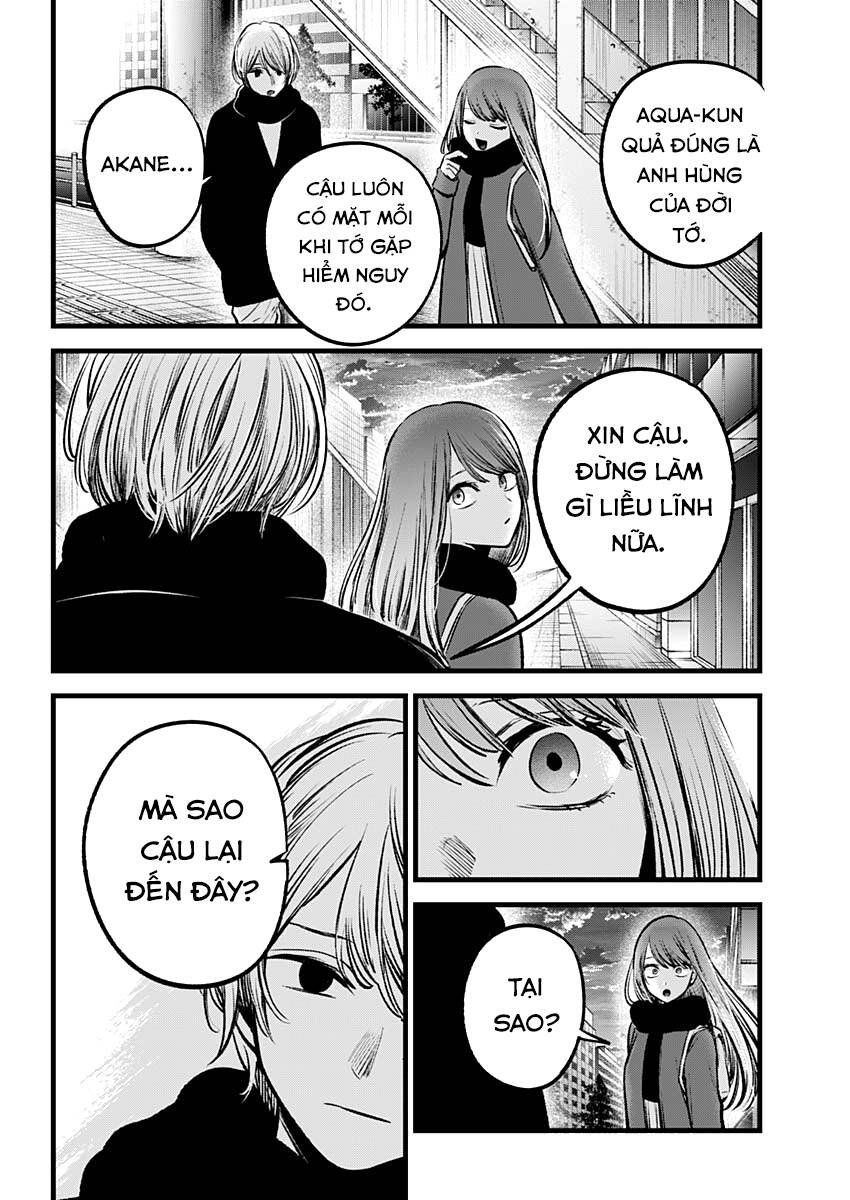 AQUA-KUN
QUẢ ĐÚNG LÀ
ANH HÙNG
CỦA ĐỜI
TỚ.
CẬU LUÔN
CÓ MẶT MỖI
KHI TỚ GẶP
HIỂM NGUY
ĐÓ.
AKANE...
XIN CẬU.
ĐỪNG LÀM
GÌ LIỀU LĨNH
NỮA.
MÀ SAO
CẬU LẠI
ĐẾN ĐÂY?
TẠI
SAO?